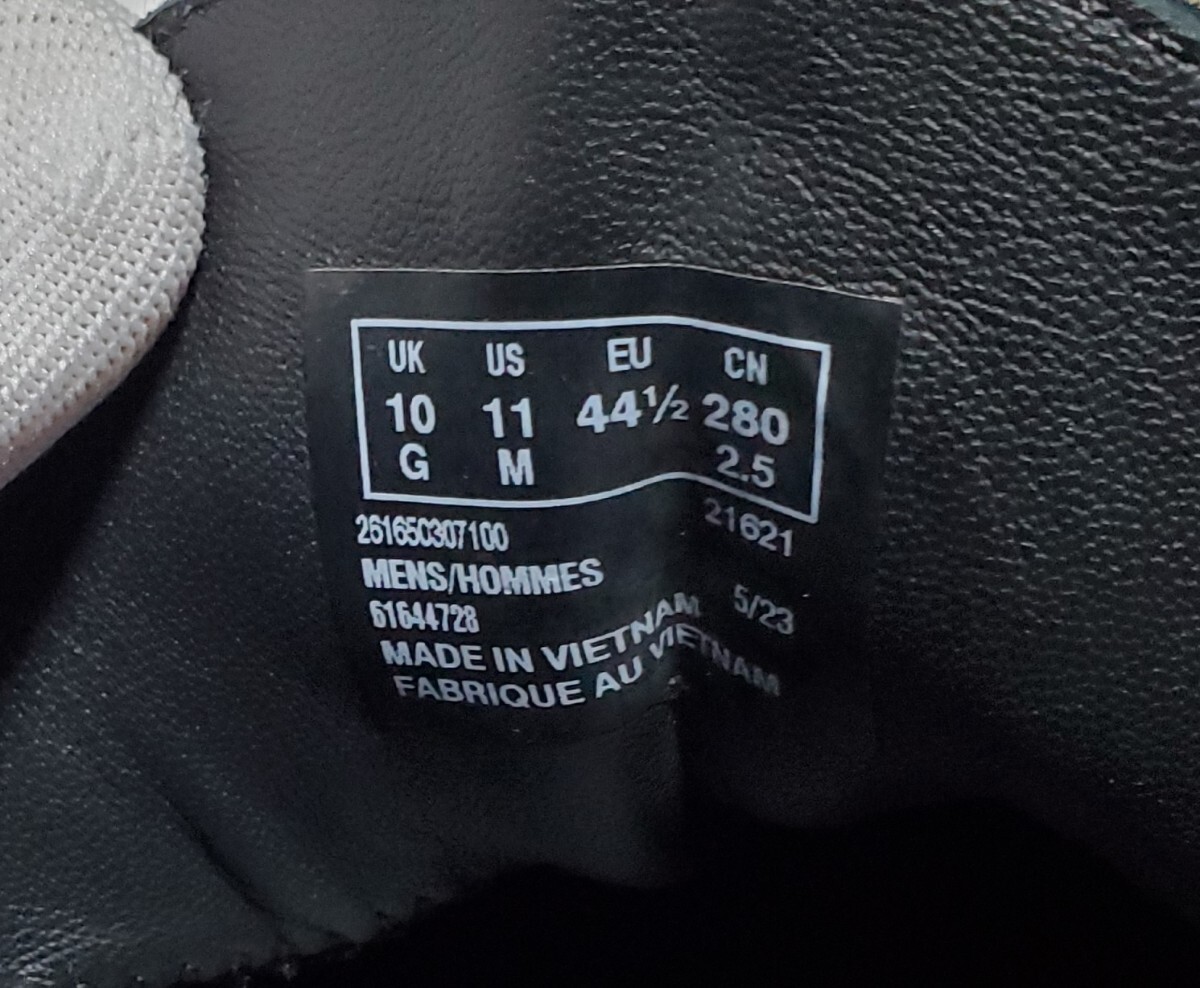 UK US EU CN
10 11 44½ 280
G M 2.5
261650307100 21621
MENS/HOMMES
61644728 5/23
MADE IN VIETNAM
FABRIQUE AU VIETNAM